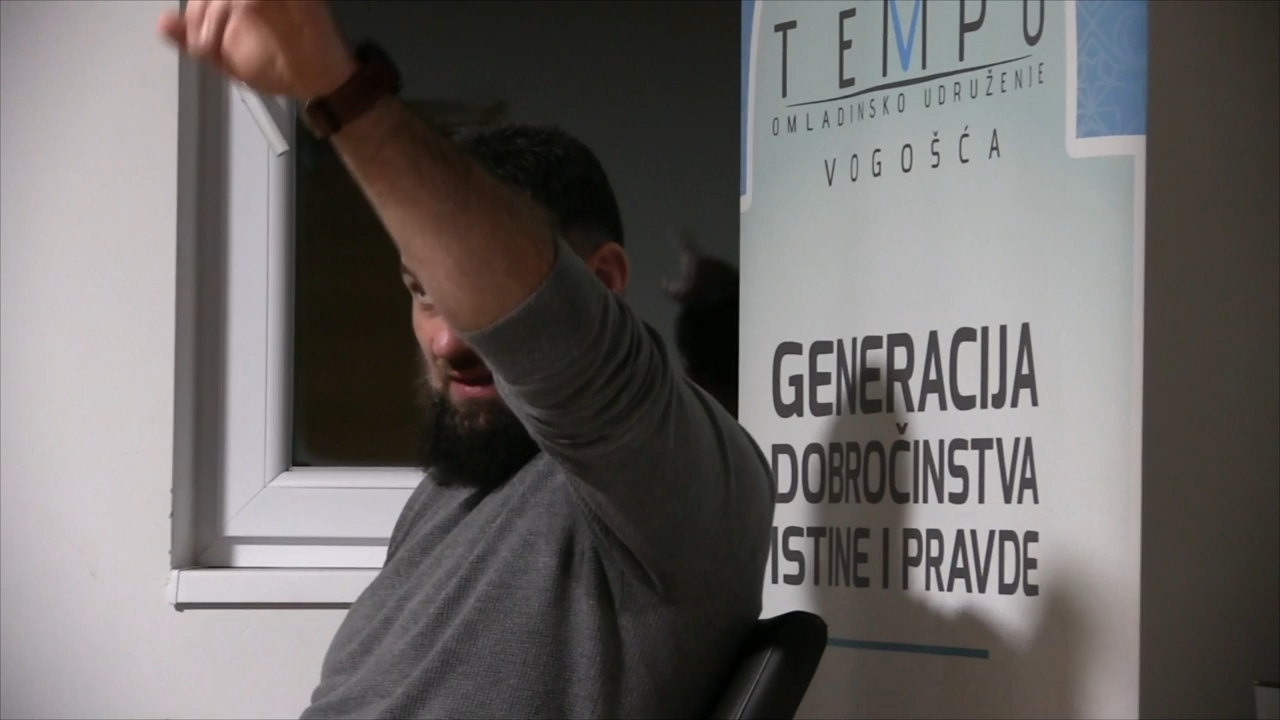 TEMPO
OMLADINSKO UDRUŽENJE
VOGOŠĆA
GENERACIJA
DOBROČINSTVA
ISTINE I PRAVDE